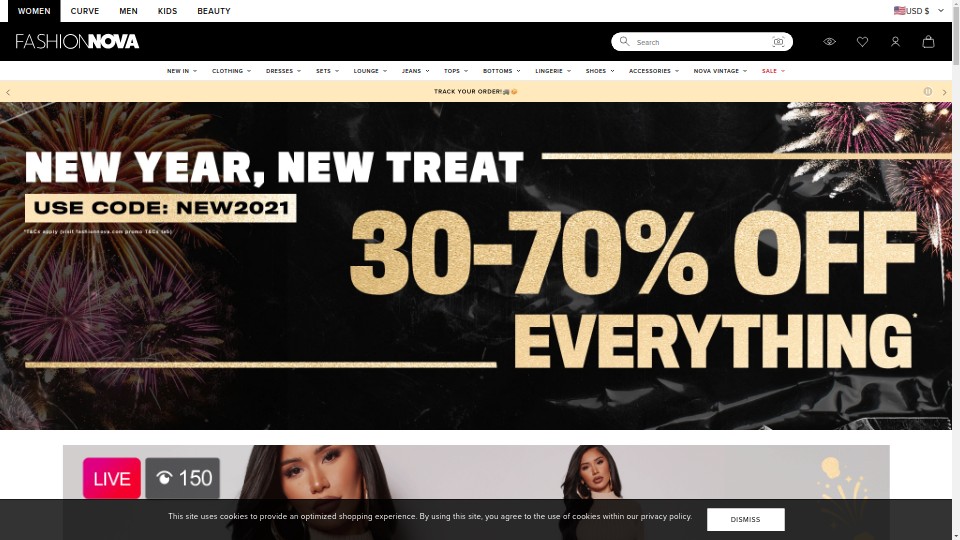 WOMEN CURVE MEN KIDS BEAUTY USD $
FASHIONNOVA Search
NEW IN CLOTHING DRESSES SETS LOUNGE JEANS TOPS BOTTOMS LINGERIE SHOES ACCESSORIES NOVA VINTAGE SALE
TRACK YOUR ORDER!
NEW YEAR, NEW TREAT
USE CODE: NEW2021
*T&Cs apply (visit fashionnova.com promo T&Cs tab)
30-70% OFF
EVERYTHING*
LIVE 150
This site uses cookies to provide an optimized shopping experience. By using this site, you agree to the use of cookies within our privacy policy. DISMISS